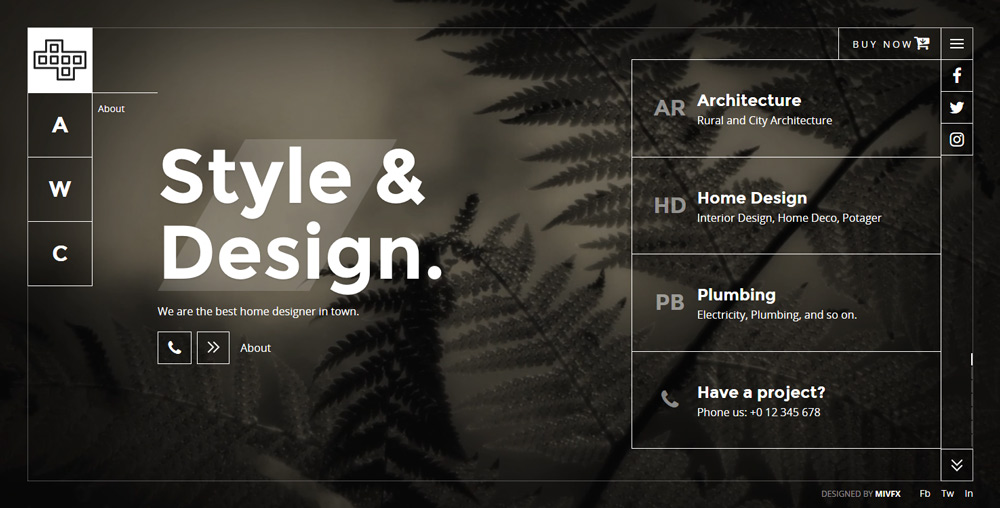 BUY NOW
A
About
W
C
Style &
Design.
We are the best home designer in town.
About
AR
Architecture
Rural and City Architecture
HD
Home Design
Interior Design, Home Deco, Potager
PB
Plumbing
Electricity, Plumbing, and so on.
Have a project?
Phone us: +0 12 345 678
DESIGNED BY MIVFX Fb Tw In